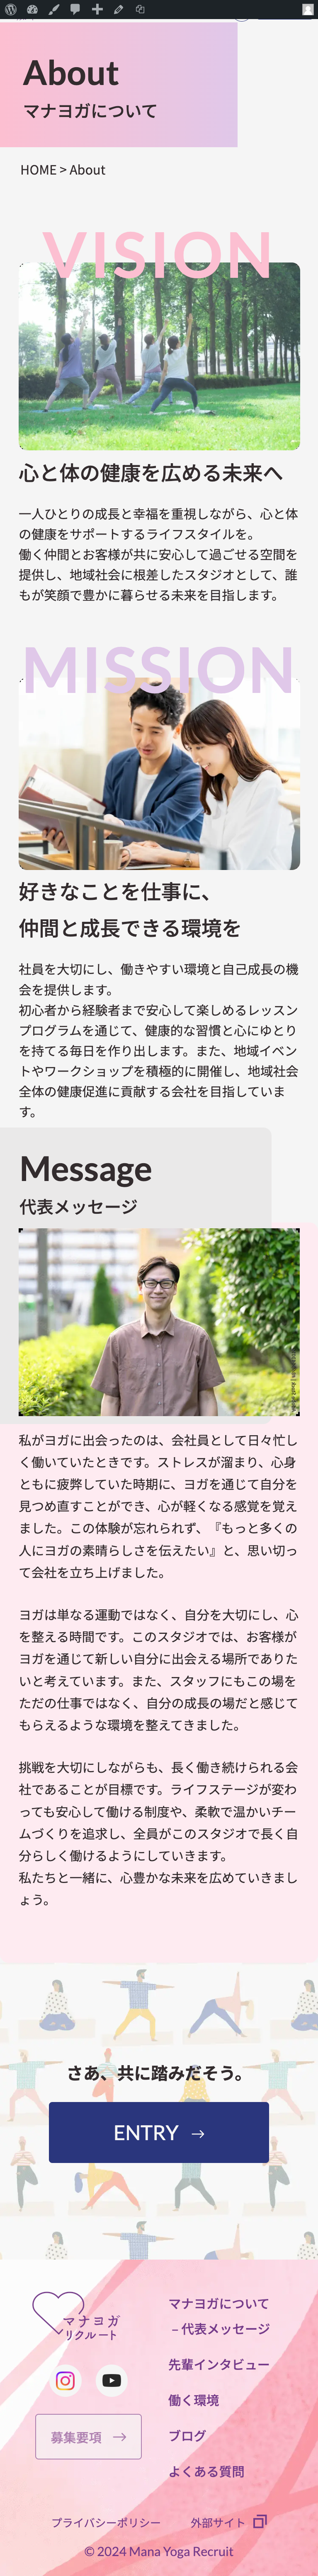 About
マナヨガについて
HOME > About
VISION
心と体の健康を広める未来へ
一人ひとりの成長と幸福を重視しながら、心と体
の健康をサポートするライフスタイルを。
働く仲間とお客様が共に安心して過ごせる空間を
提供し、地域社会に根差したスタジオとして、誰
もが笑顔で豊かに暮らせる未来を目指します。
MISSION
好きなことを仕事に、
仲間と成長できる環境を
社員を大切にし、働きやすい環境と自己成長の機
会を提供します。
初心者から経験者まで安心して楽しめるレッスン
プログラムを通じて、健康的な習慣と心にゆとり
を持てる毎日を作り出します。また、地域イベン
トやワークショップを積極的に開催し、地域社会
全体の健康促進に貢献する会社を目指していま
す。
Message
代表メッセージ
私がヨガに出会ったのは、会社員として日々忙し
く働いていたときです。ストレスが溜まり、心身
ともに疲弊していた時期に、ヨガを通じて自分を
見つめ直すことができ、心が軽くなる感覚を覚え
ました。この体験が忘れられず、『もっと多くの
人にヨガの素晴らしさを伝えたい』と、思い切っ
て会社を立ち上げました。
ヨガは単なる運動ではなく、自分を大切にし、心
を整える時間です。このスタジオでは、お客様が
ヨガを通じて新しい自分に出会える場所でありた
いと考えています。また、スタッフにもこの場を
ただの仕事ではなく、自分の成長の場だと感じて
もらえるような環境を整えてきました。
挑戦を大切にしながらも、長く働き続けられる会
社であることが目標です。ライフステージが変わ
っても安心して働ける制度や、柔軟で温かいチー
ムづくりを追求し、全員がこのスタジオで長く自
分らしく働けるようにしていきます。
私たちと一緒に、心豊かな未来を広めていきまし
ょう。
さあ、共に踏みだそう。
ENTRY →
マナヨガ
リクルート
募集要項 →
マナヨガについて
– 代表メッセージ
先輩インタビュー
働く環境
ブログ
よくある質問
プライバシーポリシー 外部サイト
© 2024 Mana Yoga Recruit